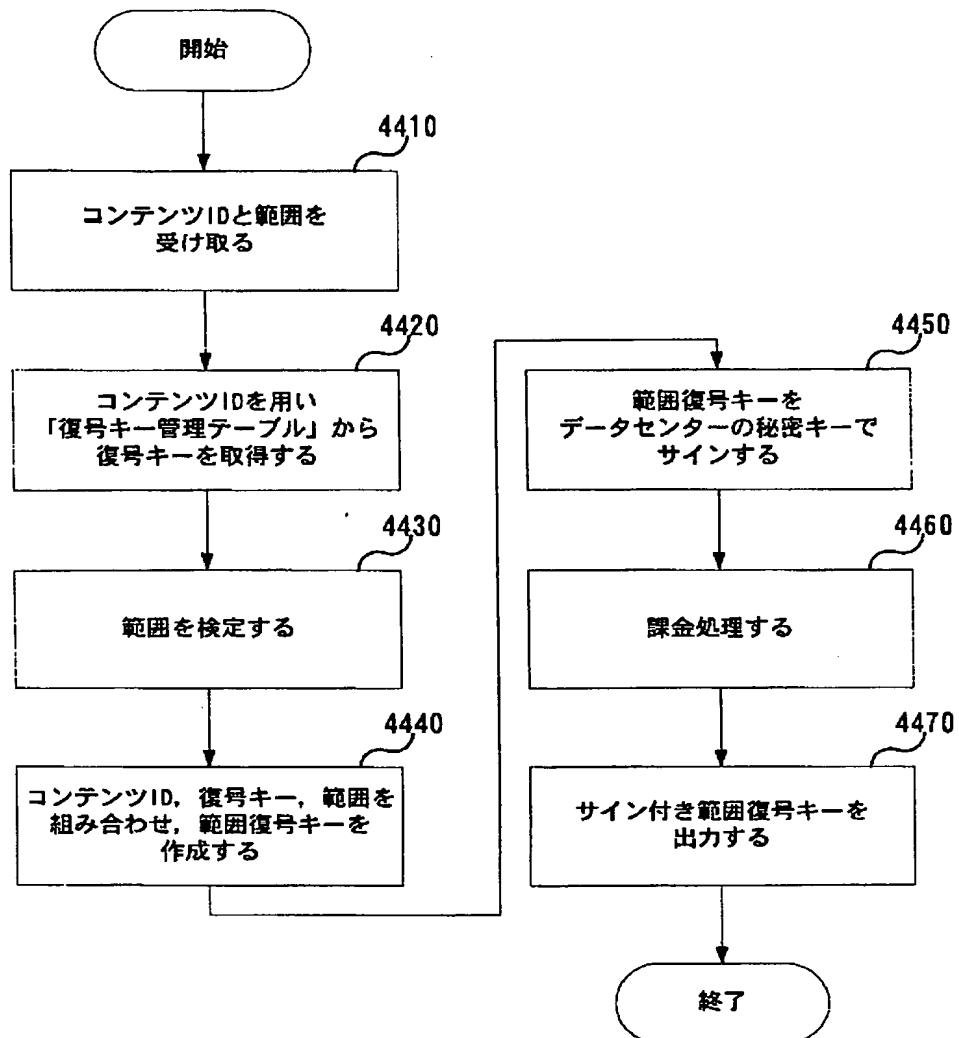 開始
4410
コンテンツIDと範囲を
受け取る
4420
コンテンツIDを用い
「復号キー管理テーブル」から
復号キーを取得する
4430
範囲を検定する
4440
コンテンツID，復号キー，範囲を
組み合わせ，範囲復号キーを
作成する
4450
範囲復号キーを
データセンターの秘密キーで
サインする
4460
課金処理する
4470
サイン付き範囲復号キーを
出力する
終了